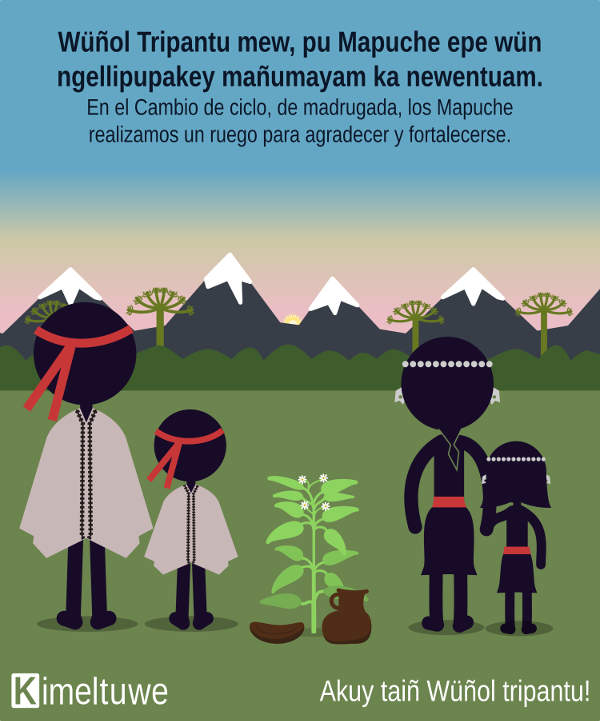 Wüñol Tripantu mew, pu Mapuche epe wün
ngellipupakey mañumayam ka newentuam.
En el Cambio de ciclo, de madrugada, los Mapuche
realizamos un ruego para agradecer y fortalecerse.
Kimeltuwe
Akuy taiñ Wüñol tripantu!